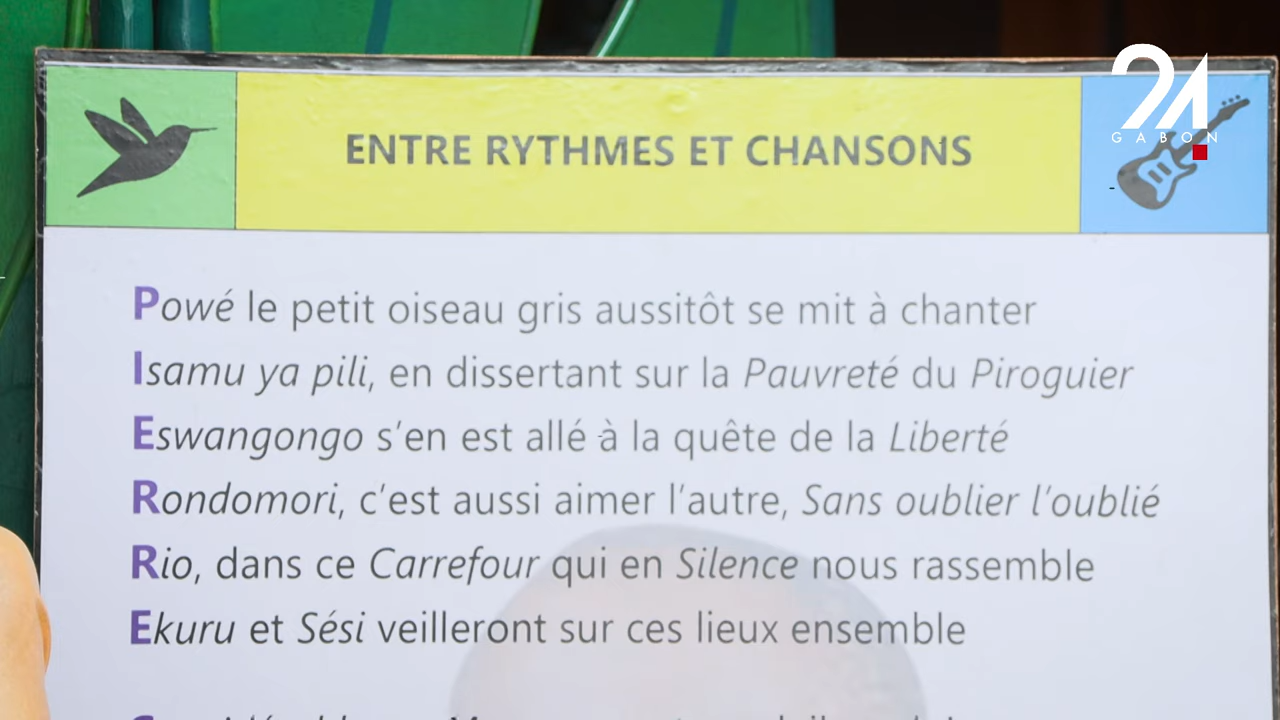 24
GABON
ENTRE RYTHMES ET CHANSONS
Powé le petit oiseau gris aussitôt se mit à chanter
Isamu ya pili, en dissertant sur la Pauvreté du Piroguier
Eswangongo s'en est allé à la quête de la Liberté
Rondomori, c'est aussi aimer l'autre, Sans oublier l'oublié
Rio, dans ce Carrefour qui en Silence nous rassemble
Ekuru et Sési veilleront sur ces lieux ensemble